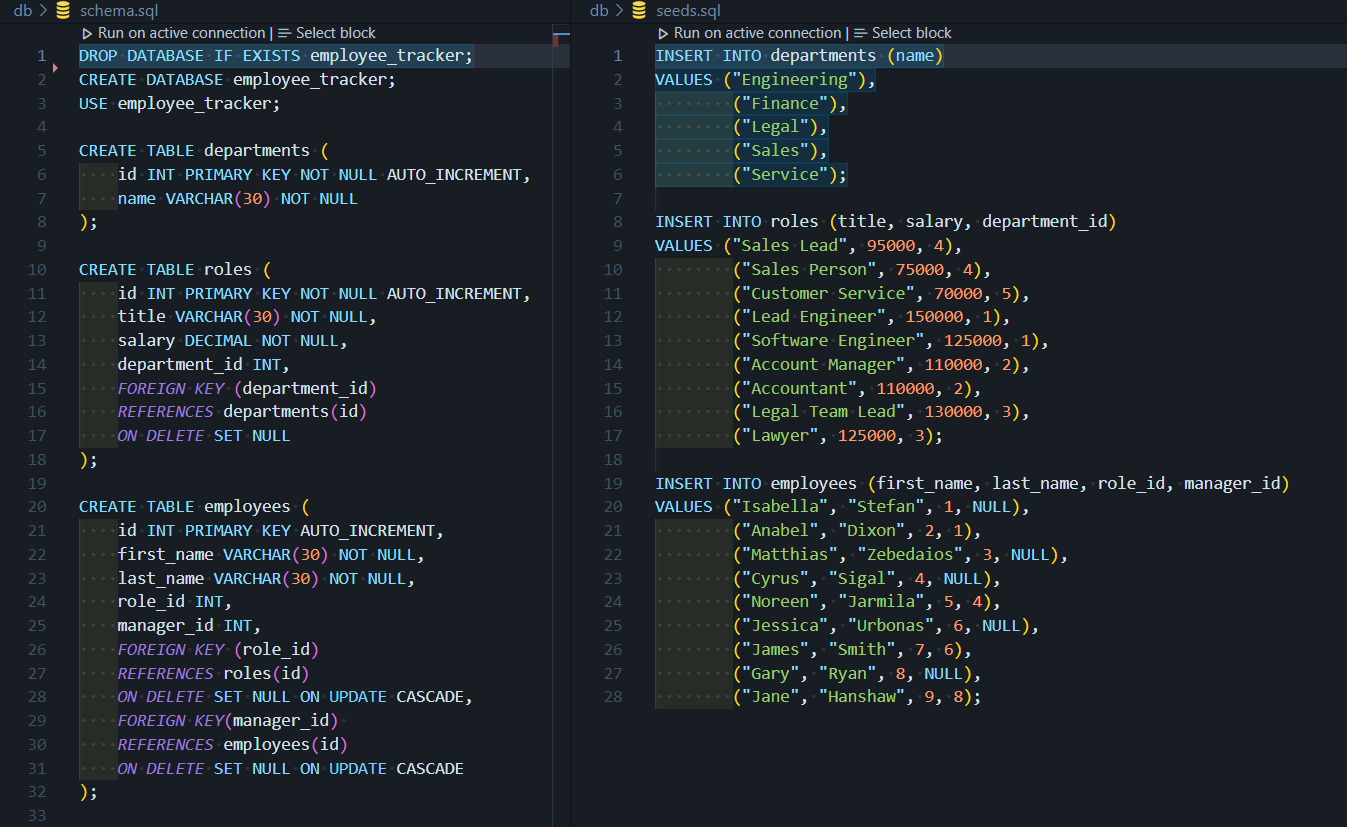 db > schema.sql
Run on active connection | Select block
1 DROP DATABASE IF EXISTS employee_tracker;
2 CREATE DATABASE employee_tracker;
3 USE employee_tracker;
4
5 CREATE TABLE departments (
6 id INT PRIMARY KEY NOT NULL AUTO_INCREMENT,
7 name VARCHAR(30) NOT NULL
8 );
9
10 CREATE TABLE roles (
11 id INT PRIMARY KEY NOT NULL AUTO_INCREMENT,
12 title VARCHAR(30) NOT NULL,
13 salary DECIMAL NOT NULL,
14 department_id INT,
15 FOREIGN KEY (department_id)
16 REFERENCES departments(id)
17 ON DELETE SET NULL
18 );
19
20 CREATE TABLE employees (
21 id INT PRIMARY KEY AUTO_INCREMENT,
22 first_name VARCHAR(30) NOT NULL,
23 last_name VARCHAR(30) NOT NULL,
24 role_id INT,
25 manager_id INT,
26 FOREIGN KEY (role_id)
27 REFERENCES roles(id)
28 ON DELETE SET NULL ON UPDATE CASCADE,
29 FOREIGN KEY(manager_id)
30 REFERENCES employees(id)
31 ON DELETE SET NULL ON UPDATE CASCADE
32 );
33
db > seeds.sql
Run on active connection | Select block
1 INSERT INTO departments (name)
2 VALUES ("Engineering"),
3 ("Finance"),
4 ("Legal"),
5 ("Sales"),
6 ("Service");
7
8 INSERT INTO roles (title, salary, department_id)
9 VALUES ("Sales Lead", 95000, 4),
10 ("Sales Person", 75000, 4),
11 ("Customer Service", 70000, 5),
12 ("Lead Engineer", 150000, 1),
13 ("Software Engineer", 125000, 1),
14 ("Account Manager", 110000, 2),
15 ("Accountant", 110000, 2),
16 ("Legal Team Lead", 130000, 3),
17 ("Lawyer", 125000, 3);
18
19 INSERT INTO employees (first_name, last_name, role_id, manager_id)
20 VALUES ("Isabella", "Stefan", 1, NULL),
21 ("Anabel", "Dixon", 2, 1),
22 ("Matthias", "Zebedaios", 3, NULL),
23 ("Cyrus", "Sigal", 4, NULL),
24 ("Noreen", "Jarmila", 5, 4),
25 ("Jessica", "Urbonas", 6, NULL),
26 ("James", "Smith", 7, 6),
27 ("Gary", "Ryan", 8, NULL),
28 ("Jane", "Hanshaw", 9, 8);